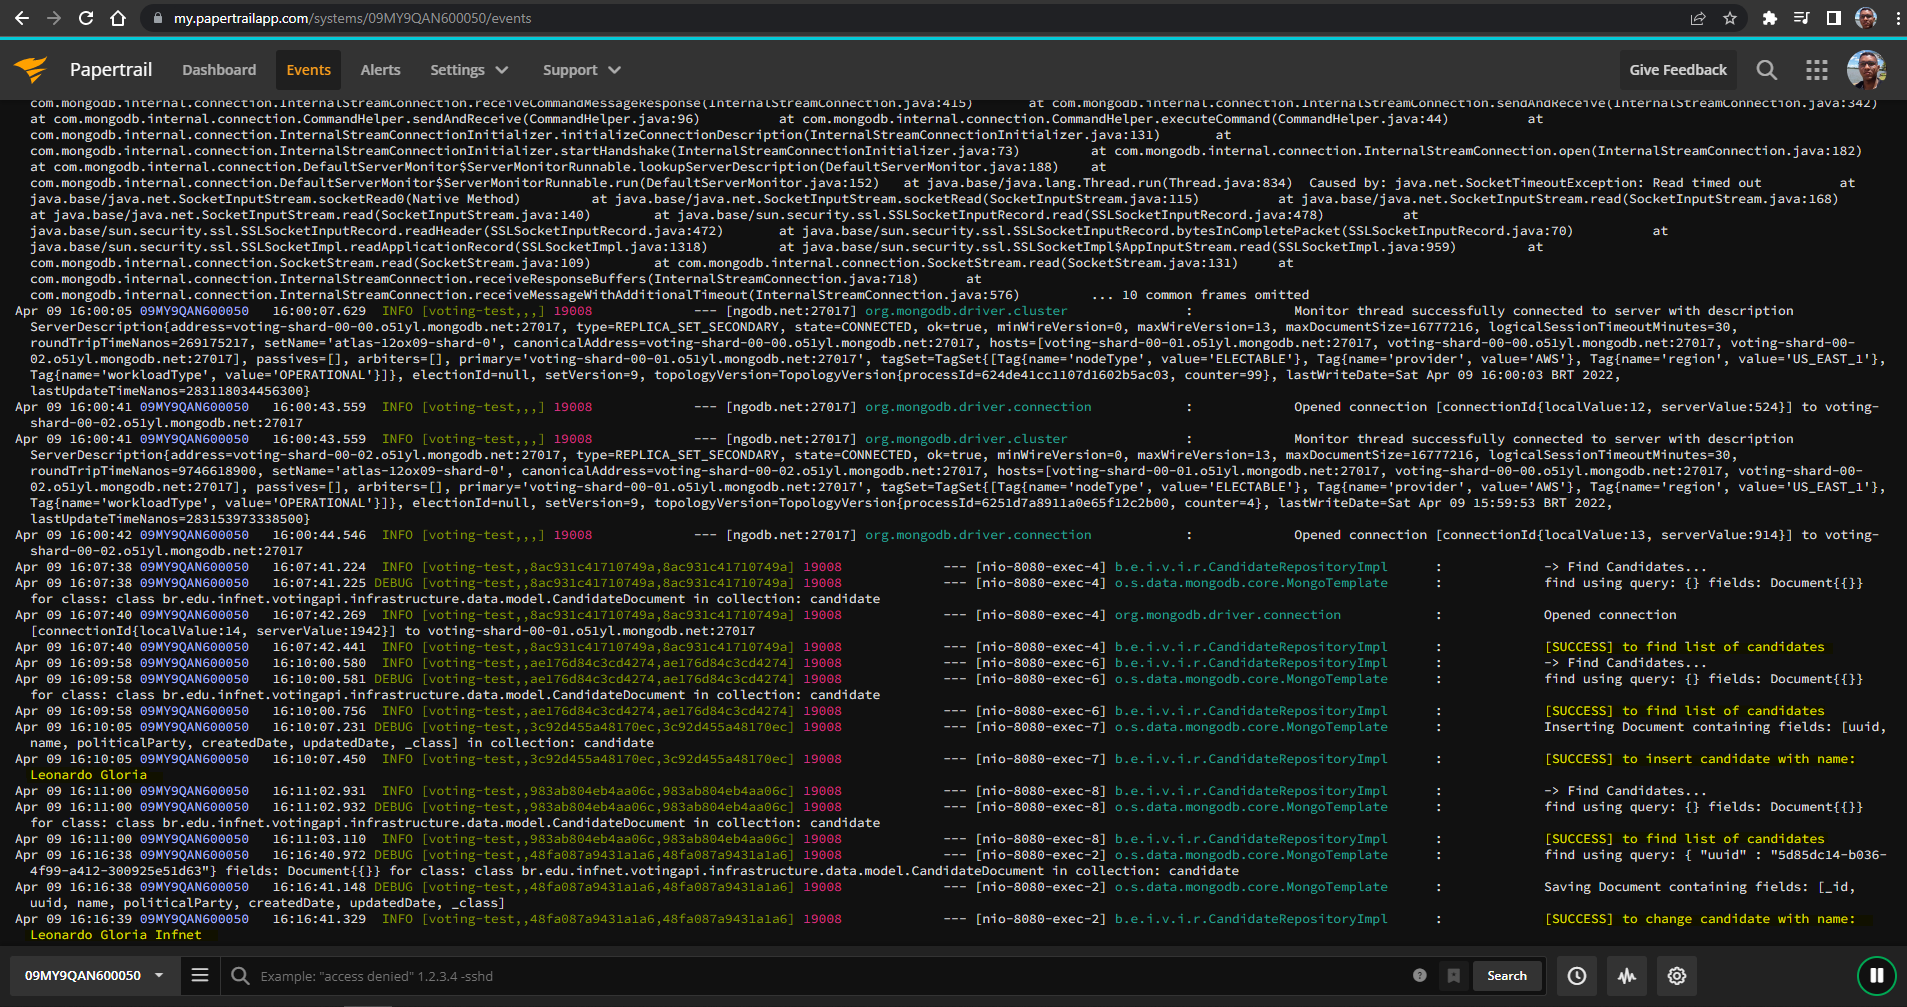 my.papertrailapp.com/systems/09MY9QAN600050/events
Papertrail Dashboard Events Alerts Settings Support Give Feedback
com.mongodb.internal.connection.InternalStreamConnection.receiveCommandMessageResponse(InternalStreamConnection.java:415) at com.mongodb.internal.connection.InternalStreamConnection.sendAndReceive(InternalStreamConnection.java:342)
at com.mongodb.internal.connection.CommandHelper.sendAndReceive(CommandHelper.java:96) at com.mongodb.internal.connection.CommandHelper.executeCommand(CommandHelper.java:44) at
com.mongodb.internal.connection.InternalStreamConnectionInitializer.initializeConnectionDescription(InternalStreamConnectionInitializer.java:131) at
com.mongodb.internal.connection.InternalStreamConnectionInitializer.startHandshake(InternalStreamConnectionInitializer.java:73) at com.mongodb.internal.connection.InternalStreamConnection.open(InternalStreamConnection.java:182)
at com.mongodb.internal.connection.DefaultServerMonitor$ServerMonitorRunnable.lookupServerDescription(DefaultServerMonitor.java:188) at
com.mongodb.internal.connection.DefaultServerMonitor$ServerMonitorRunnable.run(DefaultServerMonitor.java:152) at java.base/java.lang.Thread.run(Thread.java:834) Caused by: java.net.SocketTimeoutException: Read timed out at
java.base/java.net.SocketInputStream.socketRead0(Native Method) at java.base/java.net.SocketInputStream.socketRead(SocketInputStream.java:115) at java.base/java.net.SocketInputStream.read(SocketInputStream.java:168)
at java.base/java.net.SocketInputStream.read(SocketInputStream.java:140) at java.base/sun.security.ssl.SSLSocketInputRecord.read(SSLSocketInputRecord.java:478) at
java.base/sun.security.ssl.SSLSocketInputRecord.readHeader(SSLSocketInputRecord.java:472) at java.base/sun.security.ssl.SSLSocketInputRecord.bytesInCompletePacket(SSLSocketInputRecord.java:70) at
java.base/sun.security.ssl.SSLSocketImpl.readApplicationRecord(SSLSocketImpl.java:1318) at java.base/sun.security.ssl.SSLSocketImpl$AppInputStream.read(SSLSocketImpl.java:959) at
com.mongodb.internal.connection.SocketStream.read(SocketStream.java:109) at com.mongodb.internal.connection.SocketStream.read(SocketStream.java:131) at
com.mongodb.internal.connection.InternalStreamConnection.receiveResponseBuffers(InternalStreamConnection.java:718) at
com.mongodb.internal.connection.InternalStreamConnection.receiveMessageWithAdditionalTimeout(InternalStreamConnection.java:576) ... 10 common frames omitted
Apr 09 16:00:05 09MY9QAN600050 16:00:07.629 INFO [voting-test,,,] 19008 --- [ngodb.net:27017] org.mongodb.driver.cluster : Monitor thread successfully connected to server with description
ServerDescription{address=voting-shard-00-00.o51yl.mongodb.net:27017, type=REPLICA_SET_SECONDARY, state=CONNECTED, ok=true, minWireVersion=0, maxWireVersion=13, maxDocumentSize=16777216, logicalSessionTimeoutMinutes=30,
roundTripTimeNanos=269175217, setName='atlas-12ox09-shard-0', canonicalAddress=voting-shard-00-00.o51yl.mongodb.net:27017, hosts=[voting-shard-00-01.o51yl.mongodb.net:27017, voting-shard-00-00.o51yl.mongodb.net:27017, voting-shard-00-
02.o51yl.mongodb.net:27017], passives=[], arbiters=[], primary='voting-shard-00-01.o51yl.mongodb.net:27017', tagSet=TagSet{[Tag{name='nodeType', value='ELECTABLE'}, Tag{name='provider', value='AWS'}, Tag{name='region', value='US_EAST_1'},
Tag{name='workloadType', value='OPERATIONAL'}]}, electionId=null, setVersion=9, topologyVersion=TopologyVersion{processId=624de41cc1107d1602b5ac03, counter=99}, lastWriteDate=Sat Apr 09 16:00:03 BRT 2022,
lastUpdateTimeNanos=283118034456300}
Apr 09 16:00:41 09MY9QAN600050 16:00:43.559 INFO [voting-test,,,] 19008 --- [ngodb.net:27017] org.mongodb.driver.connection : Opened connection [connectionId{localValue:12, serverValue:524}] to voting-
shard-00-02.o51yl.mongodb.net:27017
Apr 09 16:00:41 09MY9QAN600050 16:00:43.559 INFO [voting-test,,,] 19008 --- [ngodb.net:27017] org.mongodb.driver.cluster : Monitor thread successfully connected to server with description
ServerDescription{address=voting-shard-00-02.o51yl.mongodb.net:27017, type=REPLICA_SET_SECONDARY, state=CONNECTED, ok=true, minWireVersion=0, maxWireVersion=13, maxDocumentSize=16777216, logicalSessionTimeoutMinutes=30,
roundTripTimeNanos=9746618900, setName='atlas-12ox09-shard-0', canonicalAddress=voting-shard-00-02.o51yl.mongodb.net:27017, hosts=[voting-shard-00-01.o51yl.mongodb.net:27017, voting-shard-00-00.o51yl.mongodb.net:27017, voting-shard-00-
02.o51yl.mongodb.net:27017], passives=[], arbiters=[], primary='voting-shard-00-01.o51yl.mongodb.net:27017', tagSet=TagSet{[Tag{name='nodeType', value='ELECTABLE'}, Tag{name='provider', value='AWS'}, Tag{name='region', value='US_EAST_1'},
Tag{name='workloadType', value='OPERATIONAL'}]}, electionId=null, setVersion=9, topologyVersion=TopologyVersion{processId=6251d7a8911a0e65f12c2b00, counter=4}, lastWriteDate=Sat Apr 09 15:59:53 BRT 2022,
lastUpdateTimeNanos=283153973338500}
Apr 09 16:00:42 09MY9QAN600050 16:00:44.546 INFO [voting-test,,,] 19008 --- [ngodb.net:27017] org.mongodb.driver.connection : Opened connection [connectionId{localValue:13, serverValue:914}] to voting-
shard-00-02.o51yl.mongodb.net:27017
Apr 09 16:07:38 09MY9QAN600050 16:07:41.224 INFO [voting-test,,8ac931c41710749a,8ac931c41710749a] 19008 --- [nio-8080-exec-4] b.e.i.v.i.r.CandidateRepositoryImpl : -> Find Candidates...
Apr 09 16:07:38 09MY9QAN600050 16:07:41.225 DEBUG [voting-test,,8ac931c41710749a,8ac931c41710749a] 19008 --- [nio-8080-exec-4] o.s.data.mongodb.core.MongoTemplate : find using query: {} fields: Document{{}}
for class: class br.edu.infnet.votingapi.infrastructure.data.model.CandidateDocument in collection: candidate
Apr 09 16:07:40 09MY9QAN600050 16:07:42.269 INFO [voting-test,,8ac931c41710749a,8ac931c41710749a] 19008 --- [nio-8080-exec-4] org.mongodb.driver.connection : Opened connection
[connectionId{localValue:14, serverValue:1942}] to voting-shard-00-01.o51yl.mongodb.net:27017
Apr 09 16:07:40 09MY9QAN600050 16:07:42.441 INFO [voting-test,,8ac931c41710749a,8ac931c41710749a] 19008 --- [nio-8080-exec-4] b.e.i.v.i.r.CandidateRepositoryImpl : [SUCCESS] to find list of candidates
Apr 09 16:09:58 09MY9QAN600050 16:10:00.580 INFO [voting-test,,ae176d84c3cd4274,ae176d84c3cd4274] 19008 --- [nio-8080-exec-6] b.e.i.v.i.r.CandidateRepositoryImpl : -> Find Candidates...
Apr 09 16:09:58 09MY9QAN600050 16:10:00.581 DEBUG [voting-test,,ae176d84c3cd4274,ae176d84c3cd4274] 19008 --- [nio-8080-exec-6] o.s.data.mongodb.core.MongoTemplate : find using query: {} fields: Document{{}}
for class: class br.edu.infnet.votingapi.infrastructure.data.model.CandidateDocument in collection: candidate
Apr 09 16:09:58 09MY9QAN600050 16:10:00.756 INFO [voting-test,,ae176d84c3cd4274,ae176d84c3cd4274] 19008 --- [nio-8080-exec-6] b.e.i.v.i.r.CandidateRepositoryImpl : [SUCCESS] to find list of candidates
Apr 09 16:10:05 09MY9QAN600050 16:10:07.231 DEBUG [voting-test,,3c92d455a48170ec,3c92d455a48170ec] 19008 --- [nio-8080-exec-7] o.s.data.mongodb.core.MongoTemplate : Inserting Document containing fields: [uuid,
name, politicalParty, createdDate, updatedDate, _class] in collection: candidate
Apr 09 16:10:05 09MY9QAN600050 16:10:07.450 INFO [voting-test,,3c92d455a48170ec,3c92d455a48170ec] 19008 --- [nio-8080-exec-7] b.e.i.v.i.r.CandidateRepositoryImpl : [SUCCESS] to insert candidate with name:
Leonardo Gloria
Apr 09 16:11:00 09MY9QAN600050 16:11:02.931 INFO [voting-test,,983ab804eb4aa06c,983ab804eb4aa06c] 19008 --- [nio-8080-exec-8] b.e.i.v.i.r.CandidateRepositoryImpl : -> Find Candidates...
Apr 09 16:11:00 09MY9QAN600050 16:11:02.932 DEBUG [voting-test,,983ab804eb4aa06c,983ab804eb4aa06c] 19008 --- [nio-8080-exec-8] o.s.data.mongodb.core.MongoTemplate : find using query: {} fields: Document{{}}
for class: class br.edu.infnet.votingapi.infrastructure.data.model.CandidateDocument in collection: candidate
Apr 09 16:11:00 09MY9QAN600050 16:11:03.110 INFO [voting-test,,983ab804eb4aa06c,983ab804eb4aa06c] 19008 --- [nio-8080-exec-8] b.e.i.v.i.r.CandidateRepositoryImpl : [SUCCESS] to find list of candidates
Apr 09 16:16:38 09MY9QAN600050 16:16:40.972 DEBUG [voting-test,,48fa087a9431a1a6,48fa087a9431a1a6] 19008 --- [nio-8080-exec-2] o.s.data.mongodb.core.MongoTemplate : find using query: { "uuid" : "5d85dc14-b036-
4f99-a412-300925e51d63"} fields: Document{{}} for class: class br.edu.infnet.votingapi.infrastructure.data.model.CandidateDocument in collection: candidate
Apr 09 16:16:38 09MY9QAN600050 16:16:41.148 DEBUG [voting-test,,48fa087a9431a1a6,48fa087a9431a1a6] 19008 --- [nio-8080-exec-2] o.s.data.mongodb.core.MongoTemplate : Saving Document containing fields: [_id,
uuid, name, politicalParty, createdDate, updatedDate, _class]
Apr 09 16:16:39 09MY9QAN600050 16:16:41.329 INFO [voting-test,,48fa087a9431a1a6,48fa087a9431a1a6] 19008 --- [nio-8080-exec-2] b.e.i.v.i.r.CandidateRepositoryImpl : [SUCCESS] to change candidate with name:
Leonardo Gloria Infnet
09MY9QAN600050 Example: "access denied" 1.2.3.4 -sshd Search